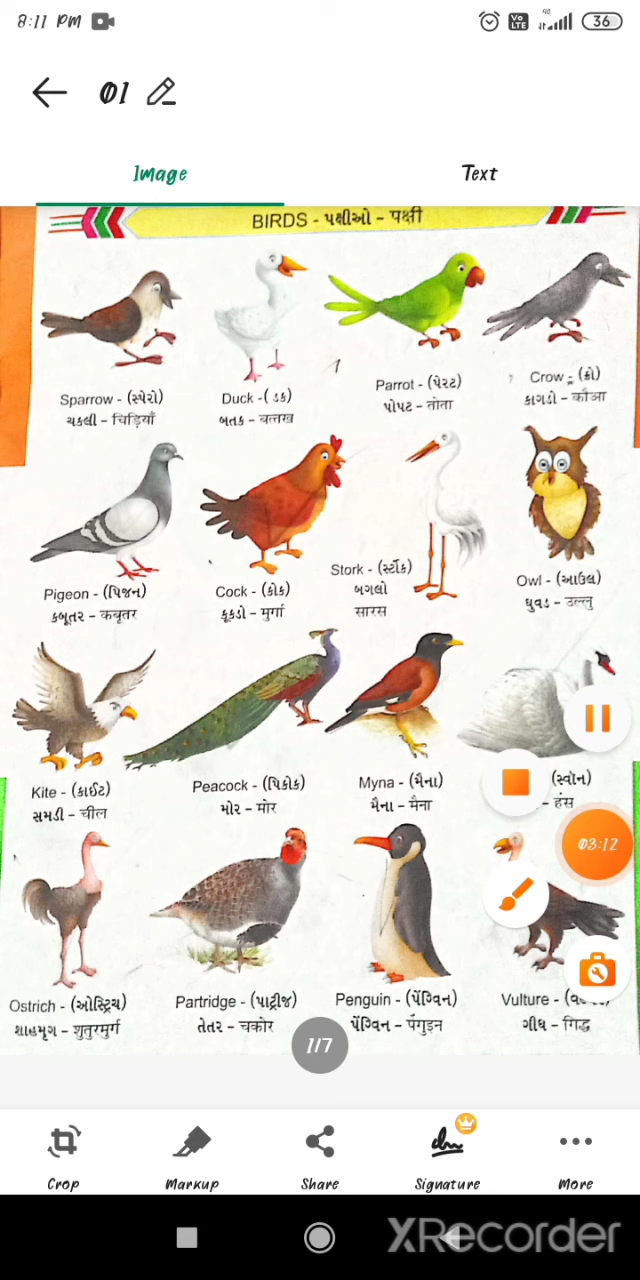 8:11 PM
Vo LTE 4G 36
01
Image Text
BIRDS - પક્ષીઓ - पक्षी
Sparrow - (સ્પેરો)
ચકલી - चिड़ियाँ
Duck -( ડક)
બતક - बत्तख
Parrot - (પેરટ)
પોપટ - तोता
Crow - (ક્રો)
કાગડો - कौआ
Pigeon - (પિજન)
કબૂતર - कबूतर
Cock - (કોક)
કૂકડો - मुर्गा
Stork - (સ્ટૉર્ક)
બગલો
सारस
Owl - (આઉલ)
ઘુવડ - उल्लु
Kite - (કાઈટ)
સમડી - चील
Peacock - (પિકોક)
મોર - मोर
Myna - (મૈના)
મૈના - मैना
(સ્વૉન)
- हंस
03:12
Ostrich - (ઓસ્ટ્રિચ)
શાહમૃગ - शुतुरमुर्ग
Partridge - (પાર્ટ્રીજ)
તેતર - चकोर
Penguin - (પેંગ્વિન)
પેંગ્વિન - पेंगुइन
Vulture -
ગીધ - गिद्ध
1/7
Crop Markup Share Signature More
XRecorder